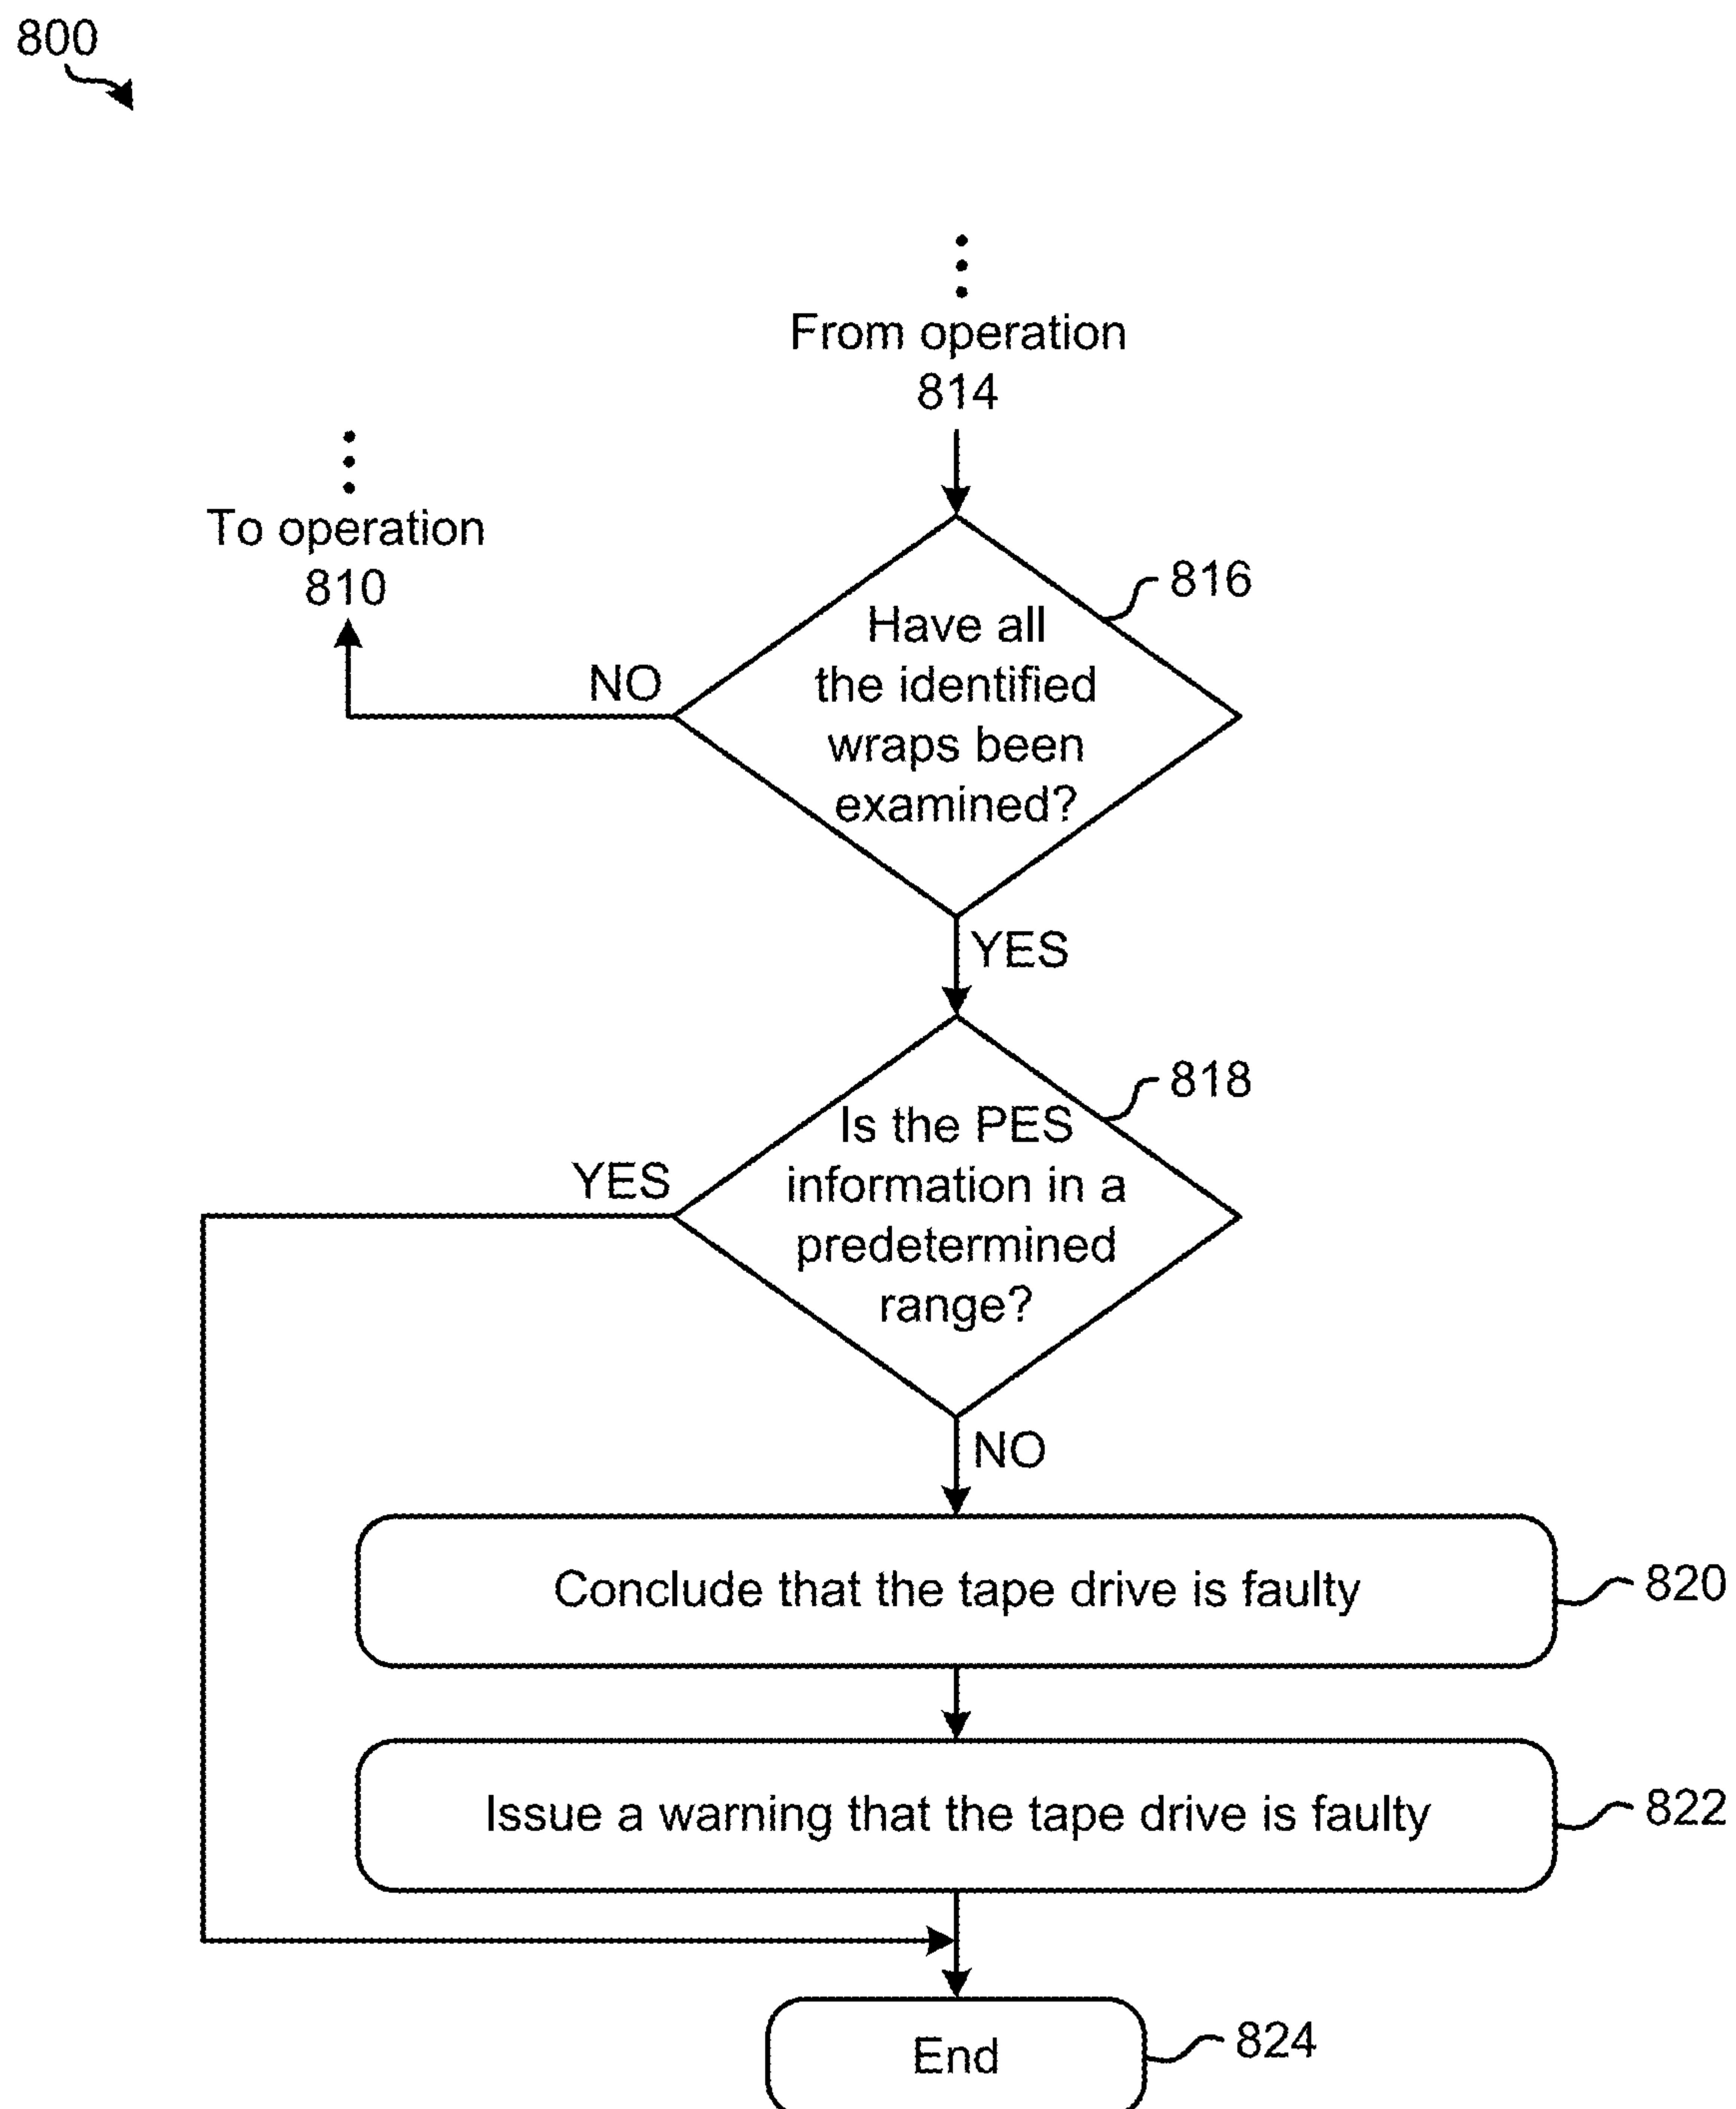 800
From operation
814
To operation
810
816
Have all
the identified
wraps been
examined?
NO
YES
818
Is the PES
information in a
predetermined
range?
YES
NO
Conclude that the tape drive is faulty
820
Issue a warning that the tape drive is faulty
822
End
824